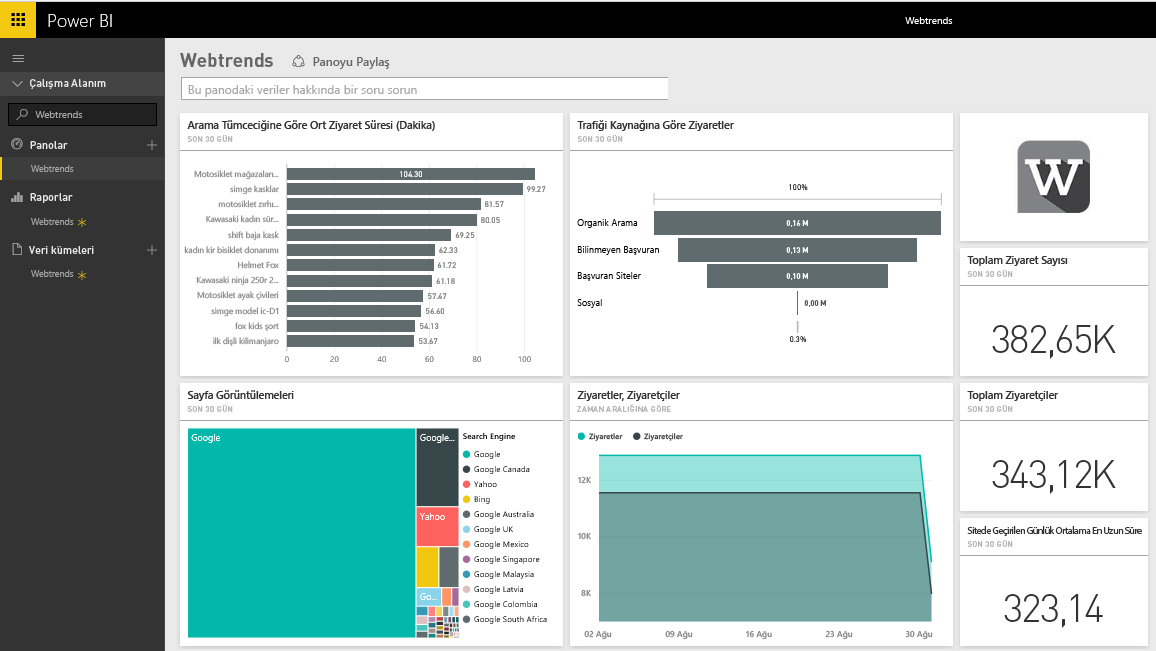 Power BI
Webtrends
Çalışma Alanım
Webtrends
Panolar
Webtrends
Raporlar
Webtrends
Veri kümeleri
Webtrends
Webtrends
Panoyu Paylaş
Bu panodaki veriler hakkında bir soru sorun
Arama Tümceciğine Göre Ort Ziyaret Süresi (Dakika)
SON 30 GÜN
Motosiklet mağazaları... 104.30
simge kasklar 99.27
motosiklet zırhı... 81.57
Kawasaki kadın sür... 80.05
shift baja kask 69.25
kadın kir bisiklet donanımı 62.33
Helmet Fox 61.72
Kawasaki ninja 250r 2... 61.18
Motosiklet ayak çivileri 57.47
simge model ic-D1 56.60
fox kids şort 54.13
ilk dişli kilimanjaro 53.67
0 20 40 60 80 100
Trafiği Kaynağına Göre Ziyaretler
SON 30 GÜN
100%
Organik Arama 0,16 M
Bilinmeyen Başvuran 0,13 M
Başvuran Siteler 0,10 M
Sosyal 0,00 M
0.3%
W
Toplam Ziyaret Sayısı
SON 30 GÜN
382,65K
Sayfa Görüntülemeleri
SON 30 GÜN
Google
Google...
Yahoo
Go...
Search Engine
Google
Google Canada
Yahoo
Bing
Google Australia
Google UK
Google Mexico
Google Singapore
Google Malaysia
Google Latvia
Google Colombia
Google South Africa
Ziyaretler, Ziyaretçiler
ZAMAN ARALIĞINA GÖRE
Ziyaretler Ziyaretçiler
12K
10K
8K
02 Ağu 09 Ağu 16 Ağu 23 Ağu 30 Ağu
Toplam Ziyaretçiler
SON 30 GÜN
343,12K
Sitede Geçirilen Günlük Ortalama En Uzun Süre
SON 30 GÜN
323,14